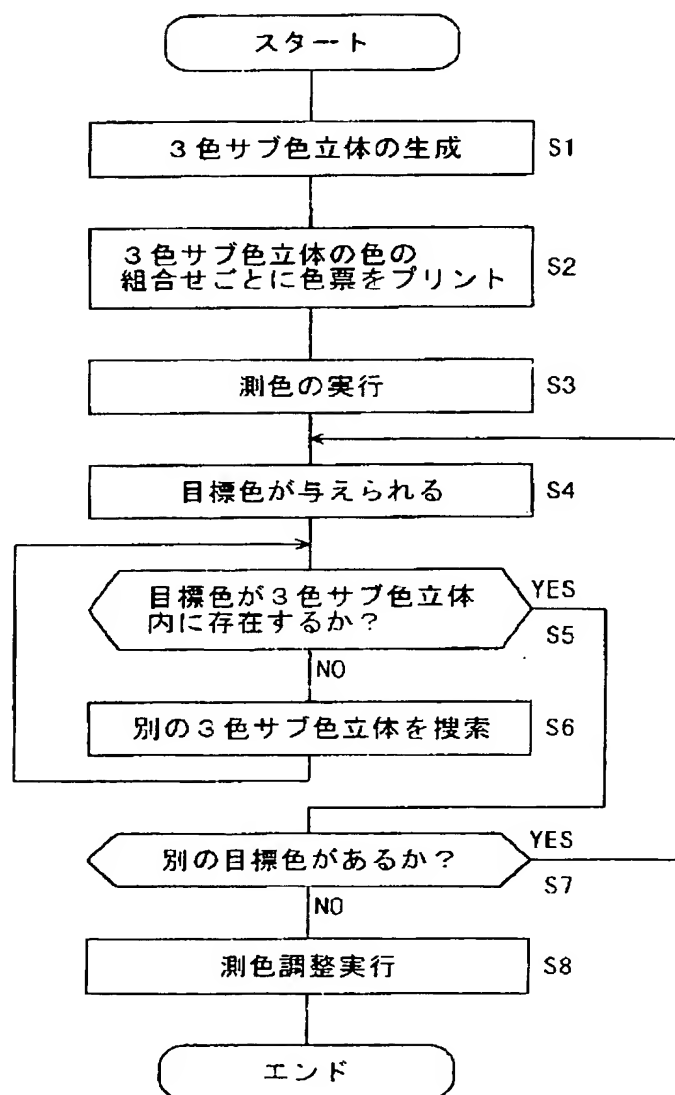 スタート
3色サブ色立体の生成
S1
3色サブ色立体の色の
組合せごとに色票をプリント
S2
測色の実行
S3
目標色が与えられる
S4
目標色が3色サブ色立体
内に存在するか?
YES
S5
NO
別の3色サブ色立体を捜索
S6
別の目標色があるか?
YES
S7
NO
測色調整実行
S8
エンド